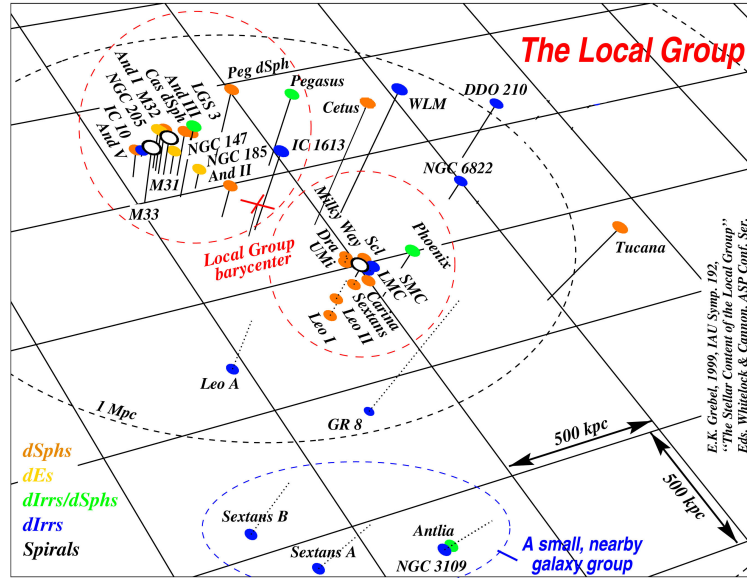 The Local Group
And I
NGC 205
IC 10
And V
M32
Cas dSph
And III
LGS 3
Peg dSph
Pegasus
Cetus
WLM
DDO 210
NGC 147
NGC 185
And II
IC 1613
NGC 6822
M31
M33
Local Group
barycenter
Milky Way
Dra
UMi
Scl
Phoenix
SMC
LMC
Carina
Sextans
Leo II
Leo I
Tucana
Leo A
GR 8
1 Mpc
500 kpc
500 kpc
E.K. Grebel, 1999, IAU Symp. 192,
“The Stellar Content of the Local Group”
Eds. Whitelock & Cannon, ASP Conf. Ser.
dSphs
dEs
dIrrs/dSphs
dIrrs
Spirals
Sextans B
Sextans A
Antlia
NGC 3109
A small, nearby
galaxy group